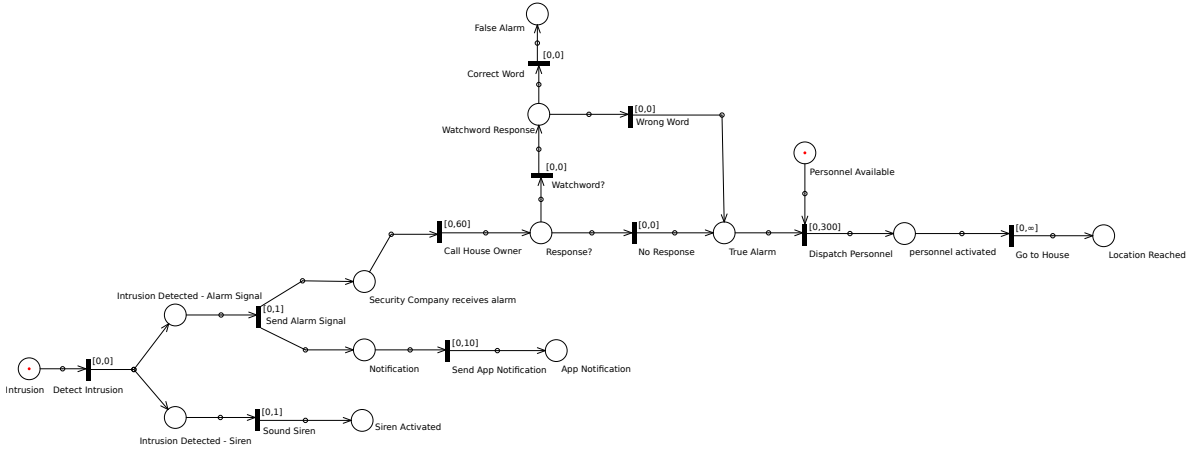 False Alarm
[0,0]
Correct Word
Watchword Response
[0,0]
Wrong Word
[0,0]
Watchword?
Personnel Available
[0,60]
Call House Owner
Response?
[0,0]
No Response
True Alarm
[0,300]
Dispatch Personnel
personnel activated
[0,∞]
Go to House
Location Reached
Intrusion Detected - Alarm Signal
[0,1]
Send Alarm Signal
Security Company receives alarm
Intrusion
[0,0]
Detect Intrusion
Notification
[0,10]
Send App Notification
App Notification
Intrusion Detected - Siren
[0,1]
Sound Siren
Siren Activated